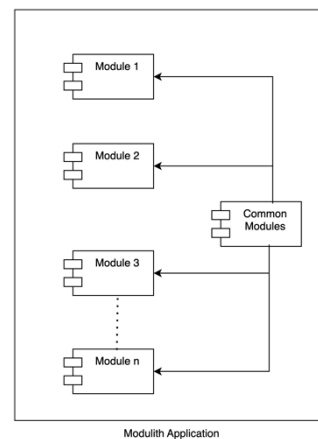 Module 1
Module 2
Common
Modules
Module 3
Module n
Modulith Application